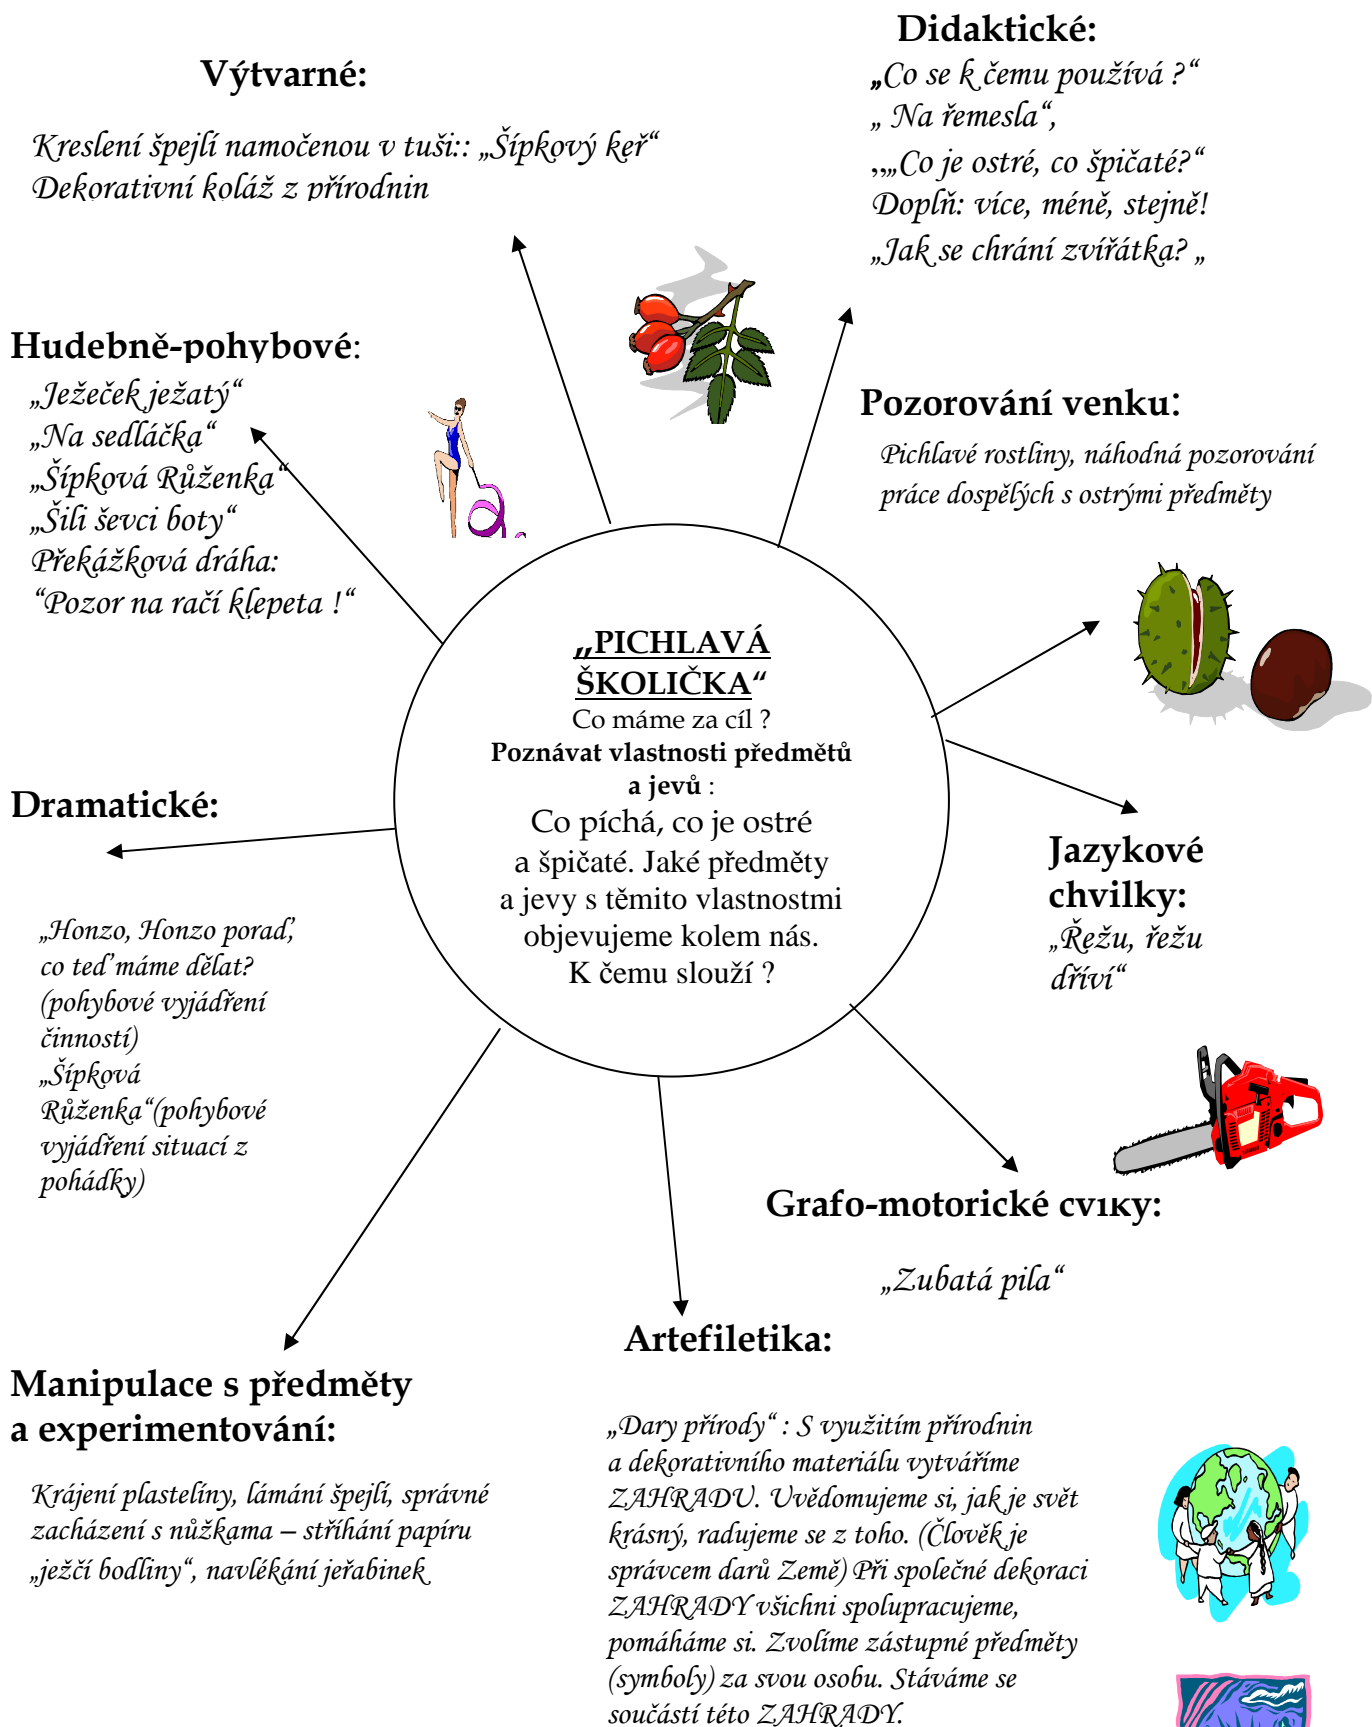 Výtvarné:
Kreslení špejlí namočenou v tuši:: „Šípkový keř“
Dekorativní koláž z přírodnin
Didaktické:
„Co se k čemu používá ?“
„ Na řemesla“,
„„Co je ostré, co špičaté?“
Doplň: více, méně, stejně!
„Jak se chrání zvířátka? „
Hudebně-pohybové:
„Ježeček ježatý“
„Na sedláčka“
„Šípková Růženka“
„Šili ševci boty“
Překážková dráha:
“Pozor na račí klepeta !“
Pozorování venku:
Pichlavé rostliny, náhodná pozorování
práce dospělých s ostrými předměty
„PICHLAVÁ
ŠKOLIČKA“
Co máme za cíl ?
Poznávat vlastnosti předmětů
a jevů :
Co píchá, co je ostré
a špičaté. Jaké předměty
a jevy s těmito vlastnostmi
objevujeme kolem nás.
K čemu slouží ?
Dramatické:
„Honzo, Honzo poraď,
co teď máme dělat?
(pohybové vyjádření
činností)
„Šípková
Růženka“(pohybové
vyjádření situací z
pohádky)
Jazykové
chvilky:
„Řežu, řežu
dříví“
Grafo-motorické cviky:
„Zubatá pila“
Manipulace s předměty
a experimentování:
Krájení plastelíny, lámání špejlí, správné
zacházení s nůžkama – stříhání papíru
„ježčí bodliny“, navlékání jeřabinek
Artefiletika:
„Dary přírody“ : S využitím přírodnin
a dekorativního materiálu vytváříme
ZAHRADU. Uvědomujeme si, jak je svět
krásný, radujeme se z toho. (Člověk je
správcem darů Země) Při společné dekoraci
ZAHRADY všichni spolupracujeme,
pomáháme si. Zvolíme zástupné předměty
(symboly) za svou osobu. Stáváme se
součástí této ZAHRADY.